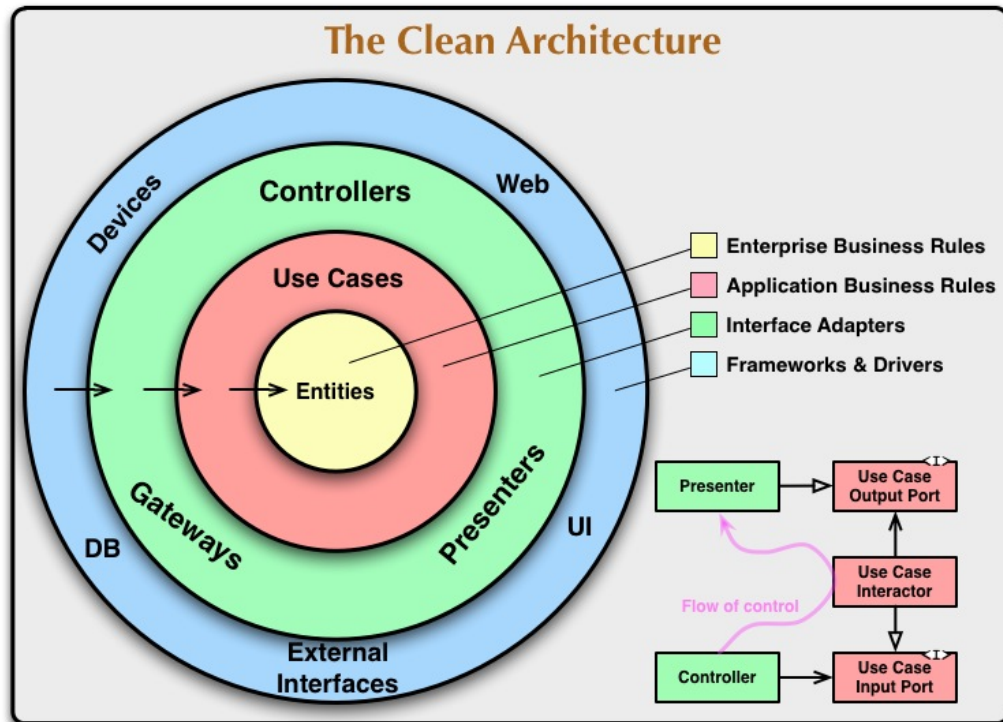 The Clean Architecture
Devices
Controllers
Web
Use Cases
Entities
Gateways
Presenters
DB
UI
External
Interfaces
Enterprise Business Rules
Application Business Rules
Interface Adapters
Frameworks & Drivers
Presenter
<I>
Use Case
Output Port
Flow of control
Use Case
Interactor
Controller
<I>
Use Case
Input Port